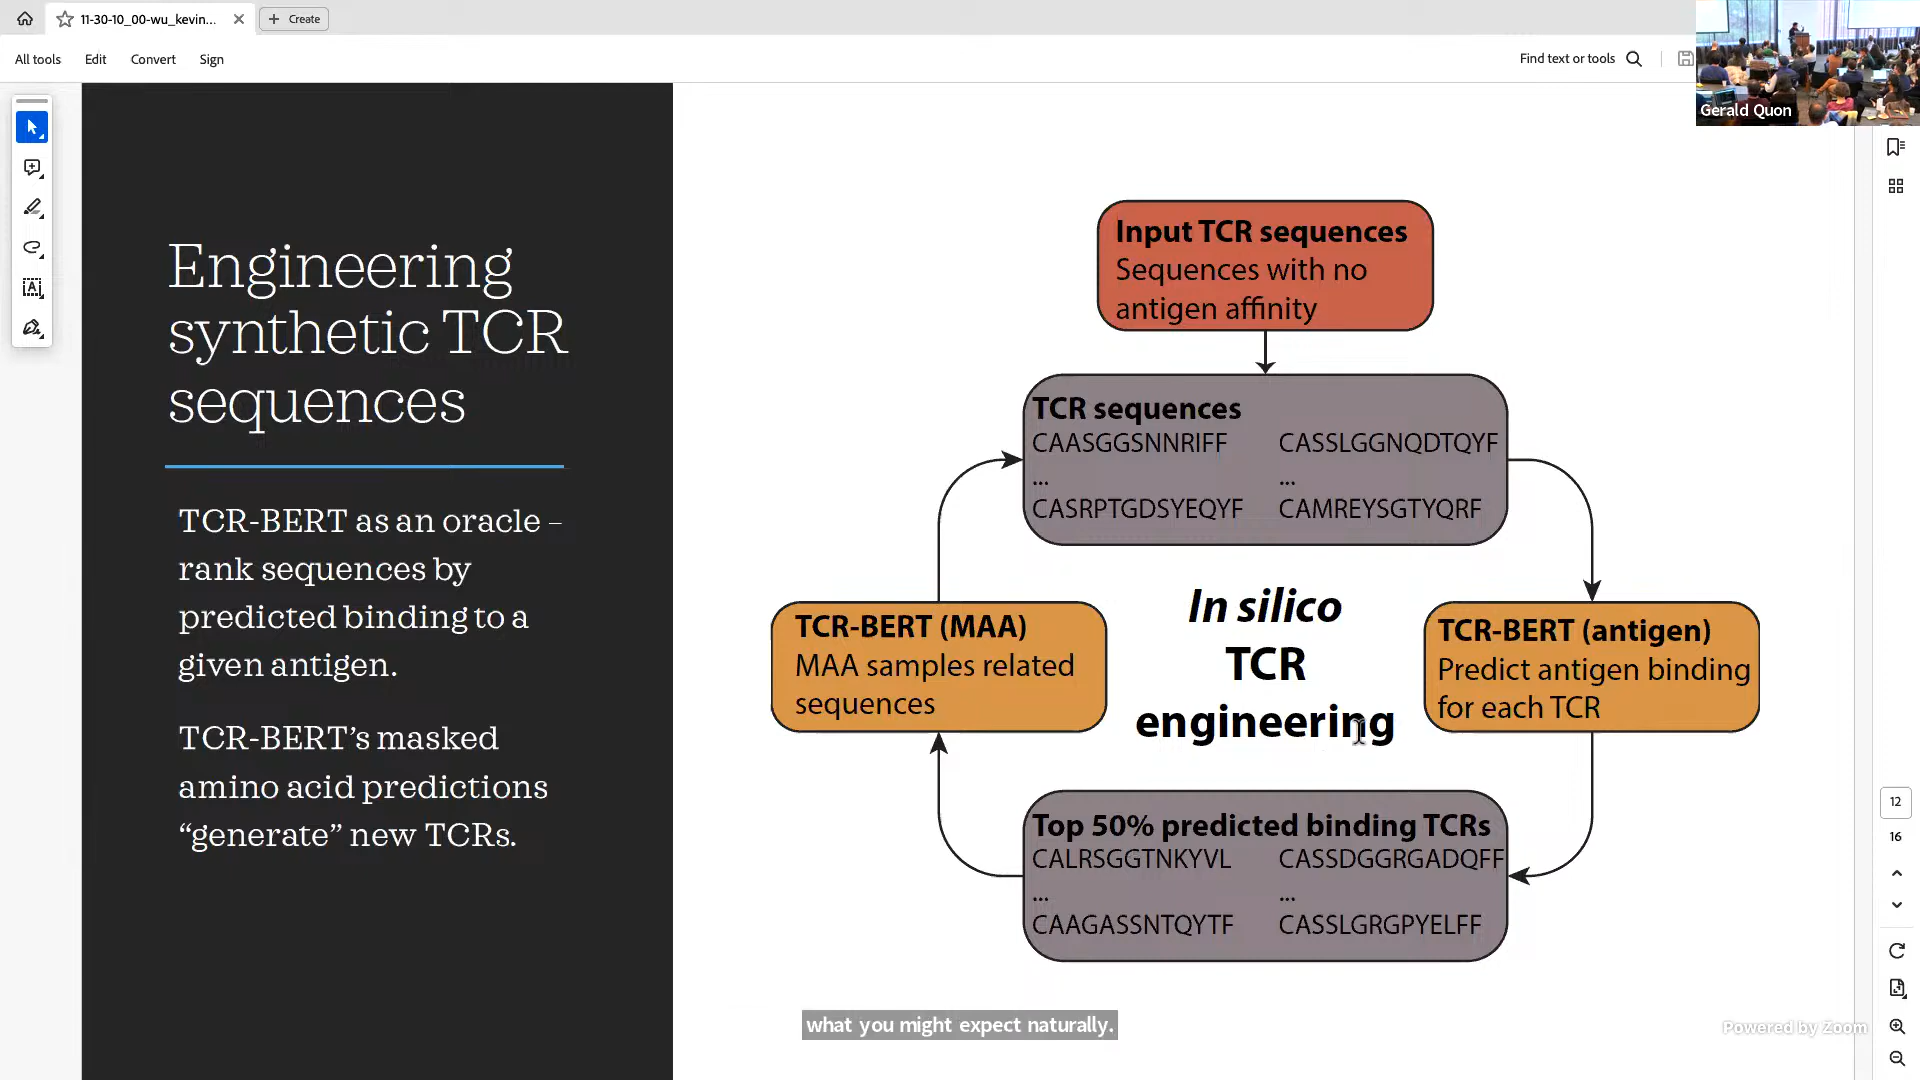 11-30-10_00-wu_kevin...
Create
All tools
Edit
Convert
Sign
Find text or tools
Gerald Quon
Engineering
synthetic TCR
sequences
TCR-BERT as an oracle –
rank sequences by
predicted binding to a
given antigen.
TCR-BERT’s masked
amino acid predictions
“generate” new TCRs.
Input TCR sequences
Sequences with no
antigen affinity
TCR sequences
CAASGGSNNRIFF CASSLGGNQDTQYF
... ...
CASRPTGDSYEQYF CAMREYSGTYQRF
In silico
TCR
engineering
TCR-BERT (MAA)
MAA samples related
sequences
TCR-BERT (antigen)
Predict antigen binding
for each TCR
Top 50% predicted binding TCRs
CALRSGGTNKYVL CASSDGGRGADQFF
... ...
CAAGASSNTQYTF CASSLGRGPYELFF
what you might expect naturally.
12
16
Powered by Zoom